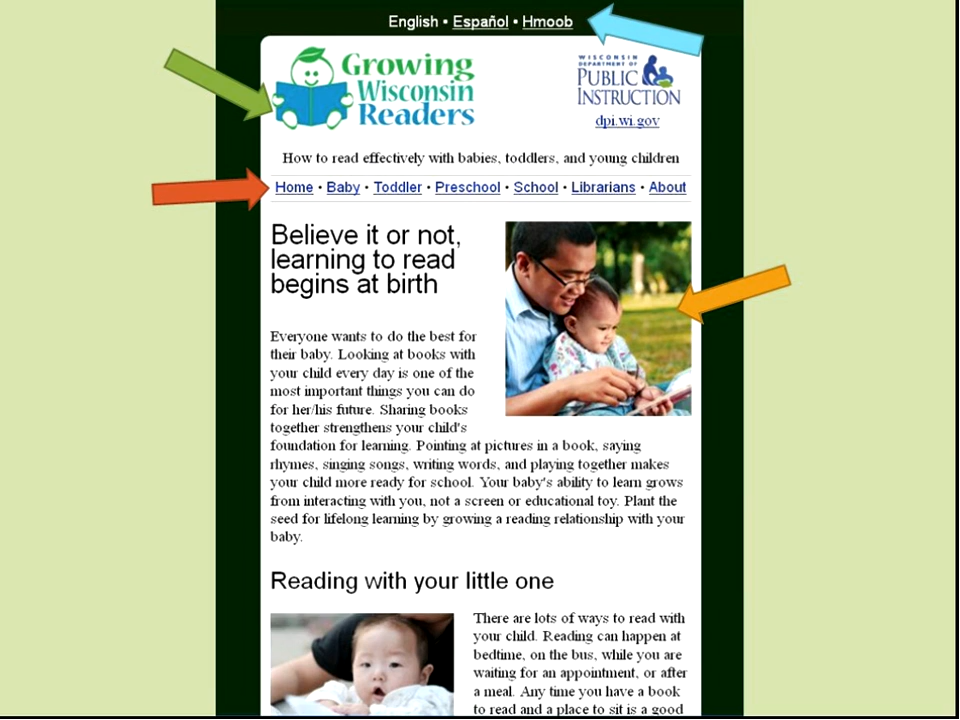 English • Español • Hmoob
Growing
Wisconsin
Readers
WISCONSIN
DEPARTMENT OF
PUBLIC
INSTRUCTION
dpi.wi.gov
How to read effectively with babies, toddlers, and young children
Home • Baby • Toddler • Preschool • School • Librarians • About
Believe it or not,
learning to read
begins at birth
Everyone wants to do the best for
their baby. Looking at books with
your child every day is one of the
most important things you can do
for her/his future. Sharing books
together strengthens your child's
foundation for learning. Pointing at pictures in a book, saying
rhymes, singing songs, writing words, and playing together makes
your child more ready for school. Your baby's ability to learn grows
from interacting with you, not a screen or educational toy. Plant the
seed for lifelong learning by growing a reading relationship with your
baby.
Reading with your little one
There are lots of ways to read with
your child. Reading can happen at
bedtime, on the bus, while you are
waiting for an appointment, or after
a meal. Any time you have a book
to read and a place to sit is a good